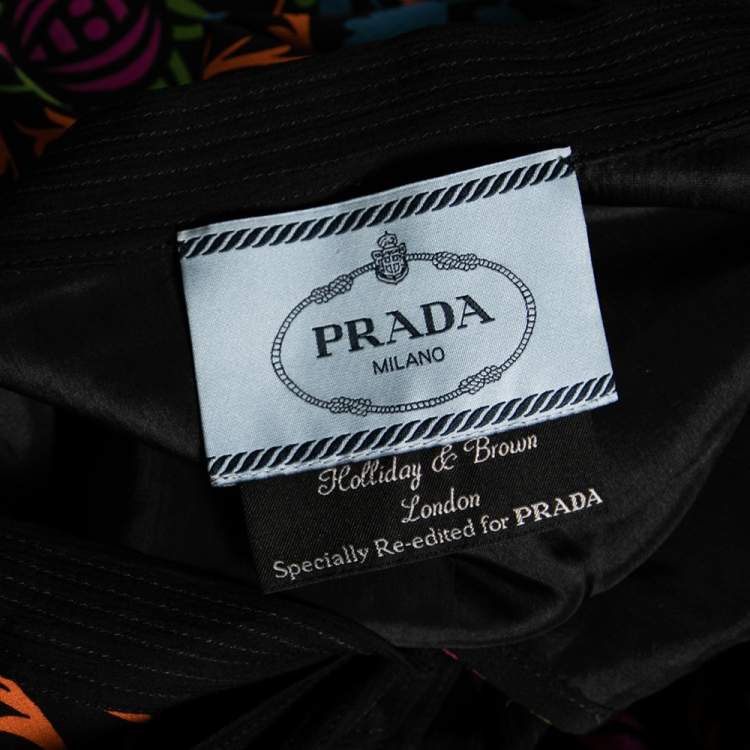 PRADA
MILANO
Holliday & Brown
London
Specially Re-edited for PRADA